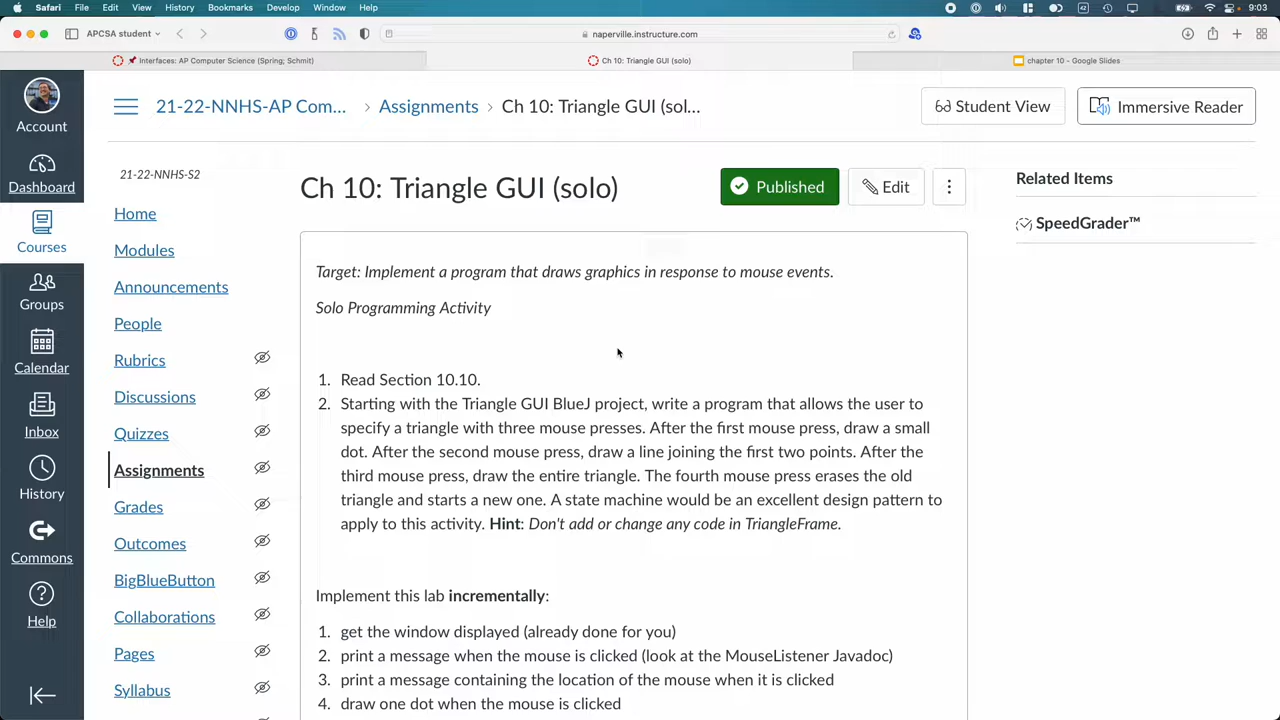 Safari File Edit View History Bookmarks Develop Window Help 9:03
APCSA student naperville.instructure.com
Interfaces: AP Computer Science (Spring; Schmit) Ch 10: Triangle GUI (solo) chapter 10 - Google Slides
21-22-NNHS-AP Com... > Assignments > Ch 10: Triangle GUI (sol... Student View Immersive Reader
Account
Dashboard
Courses
Groups
Calendar
Inbox
History
Commons
Help
21-22-NNHS-S2
Home
Modules
Announcements
People
Rubrics
Discussions
Quizzes
Assignments
Grades
Outcomes
BigBlueButton
Collaborations
Pages
Syllabus
Ch 10: Triangle GUI (solo) Published Edit
Target: Implement a program that draws graphics in response to mouse events.
Solo Programming Activity
1. Read Section 10.10.
2. Starting with the Triangle GUI BlueJ project, write a program that allows the user to
specify a triangle with three mouse presses. After the first mouse press, draw a small
dot. After the second mouse press, draw a line joining the first two points. After the
third mouse press, draw the entire triangle. The fourth mouse press erases the old
triangle and starts a new one. A state machine would be an excellent design pattern to
apply to this activity. Hint: Don't add or change any code in TriangleFrame.
Implement this lab incrementally:
1. get the window displayed (already done for you)
2. print a message when the mouse is clicked (look at the MouseListener Javadoc)
3. print a message containing the location of the mouse when it is clicked
4. draw one dot when the mouse is clicked
Related Items
SpeedGrader™